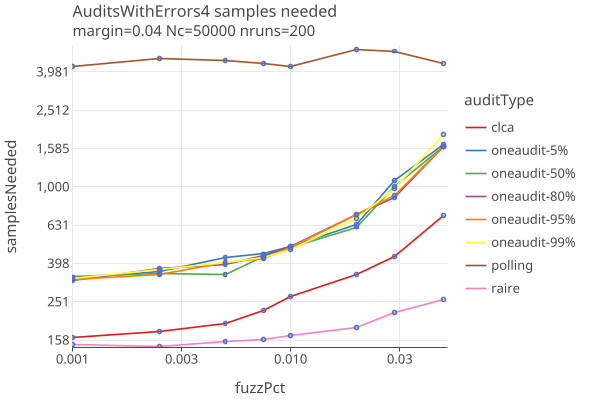 AuditsWithErrors4 samples needed
margin=0.04 Nc=50000 nruns=200
samplesNeeded
3,981
2,512
1,585
1,000
631
398
251
158
0.001
0.003
0.010
0.03
fuzzPct
auditType
clca
oneaudit-5%
oneaudit-50%
oneaudit-80%
oneaudit-95%
oneaudit-99%
polling
raire